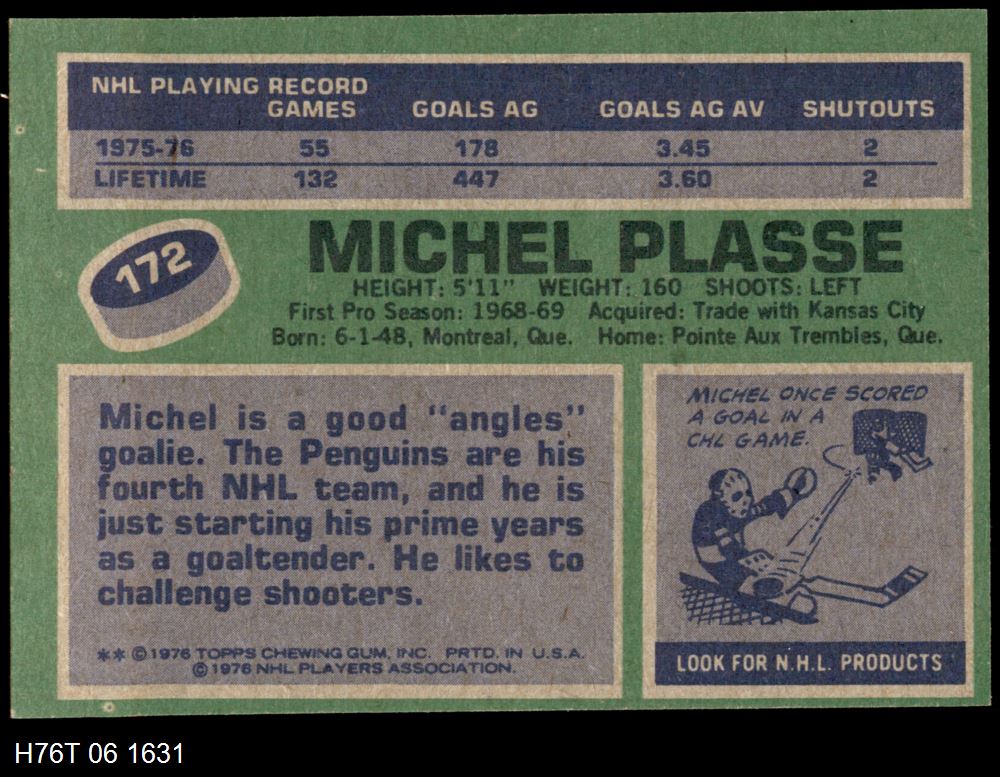 NHL PLAYING RECORD
GAMES GOALS AG GOALS AG AV SHUTOUTS
1975-76 55 178 3.45 2
LIFETIME 132 447 3.60 2
172
MICHEL PLASSE
HEIGHT: 5'11" WEIGHT: 160 SHOOTS: LEFT
First Pro Season: 1968-69 Acquired: Trade with Kansas City
Born: 6-1-48, Montreal, Que. Home: Pointe Aux Trembles, Que.
Michel is a good "angles"
goalie. The Penguins are his
fourth NHL team, and he is
just starting his prime years
as a goaltender. He likes to
challenge shooters.
** © 1976 TOPPS CHEWING GUM, INC. PRTD. IN U.S.A.
© 1976 NHL PLAYERS ASSOCIATION.
MICHEL ONCE SCORED
A GOAL IN A
CHL GAME.
LOOK FOR N.H.L. PRODUCTS
H76T 06 1631